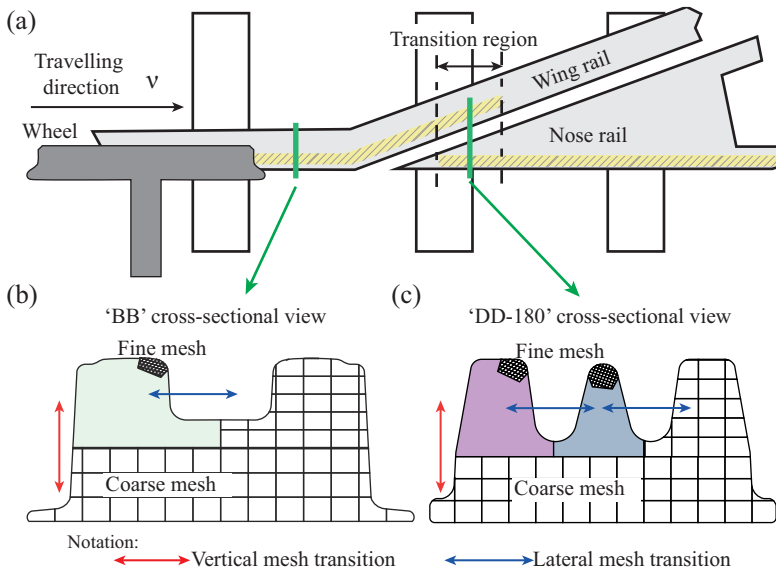 (a)
Transition region
Travelling
direction
ν
Wing rail
Wheel
Nose rail
(b)
(c)
‘BB’ cross-sectional view
‘DD-180’ cross-sectional view
Fine mesh
Fine mesh
Coarse mesh
Coarse mesh
Notation:
Vertical mesh transition
Lateral mesh transition